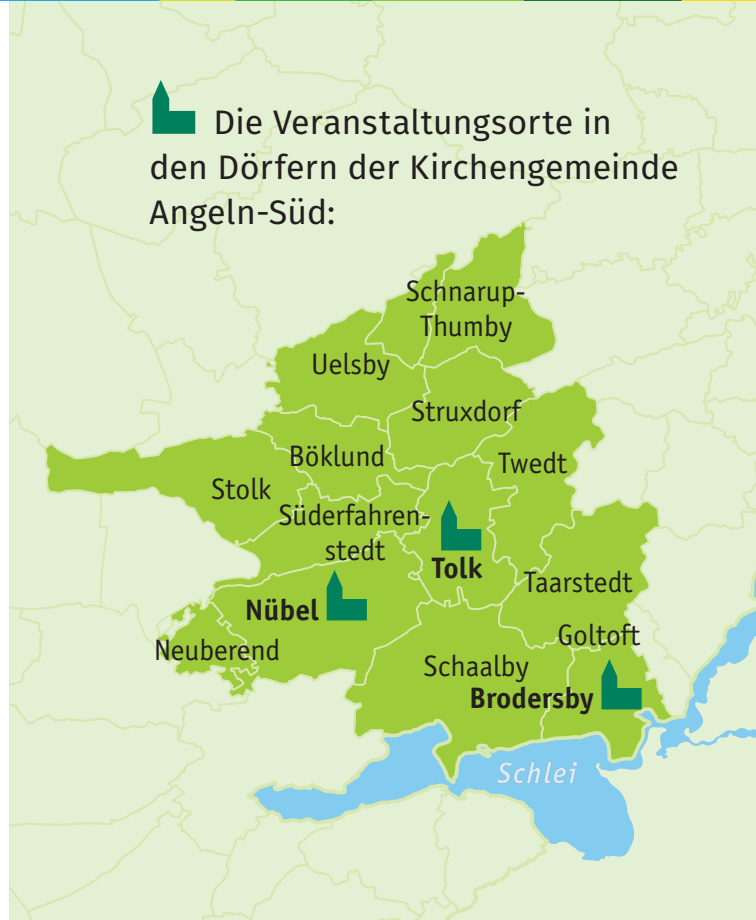 Die Veranstaltungsorte in
den Dörfern der Kirchengemeinde
Angeln-Süd:
Schnarup-
Thumby
Uelsby
Struxdorf
Böklund
Twedt
Stolk
Süderfahren-
stedt
Tolk
Taarstedt
Nübel
Goltoft
Neuberend
Schaalby
Brodersby
Schlei